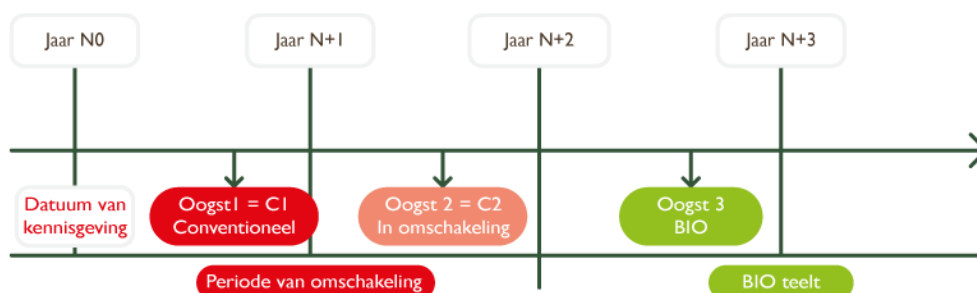 Jaar N0
Jaar N+1
Jaar N+2
Jaar N+3
Datuum van
kennisgeving
Oogst1 = C1
Conventioneel
Oogst 2 = C2
In omschakeling
Oogst 3
BIO
Periode van omschakeling
BIO teelt